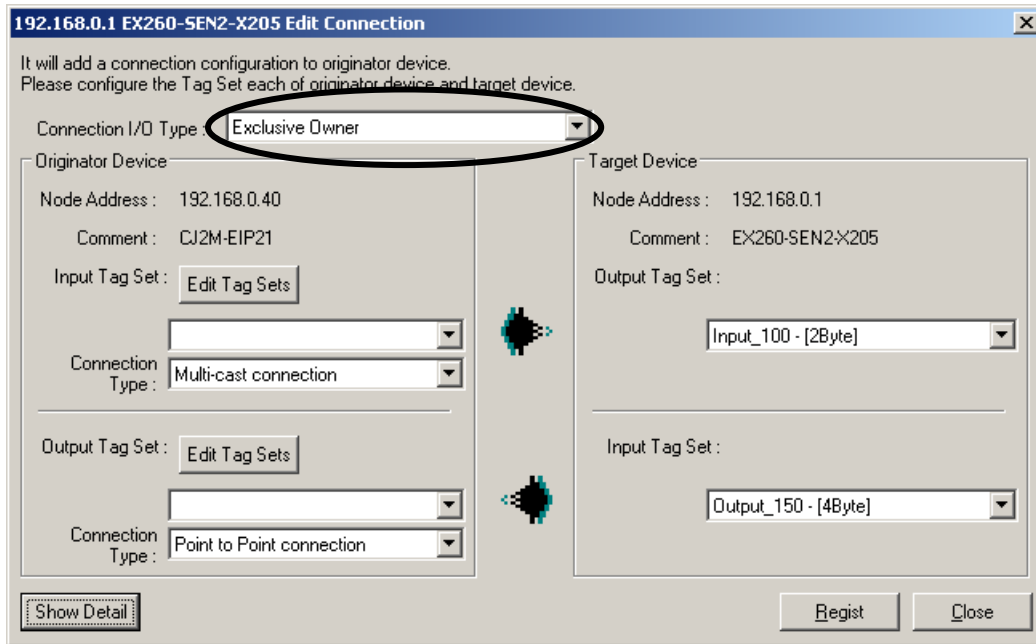 192.168.0.1 EX260-SEN2-X205 Edit Connection
It will add a connection configuration to originator device.
Please configure the Tag Set each of originator device and target device.
Connection I/O Type : Exclusive Owner
Originator Device
Node Address : 192.168.0.40
Comment : CJ2M-EIP21
Input Tag Set : Edit Tag Sets
Connection Type : Multi-cast connection
Output Tag Set : Edit Tag Sets
Connection Type : Point to Point connection
Target Device
Node Address : 192.168.0.1
Comment : EX260-SEN2-X205
Output Tag Set :
Input_100 - [2Byte]
Input Tag Set :
Output_150 - [4Byte]
Show Detail
Regist
Close